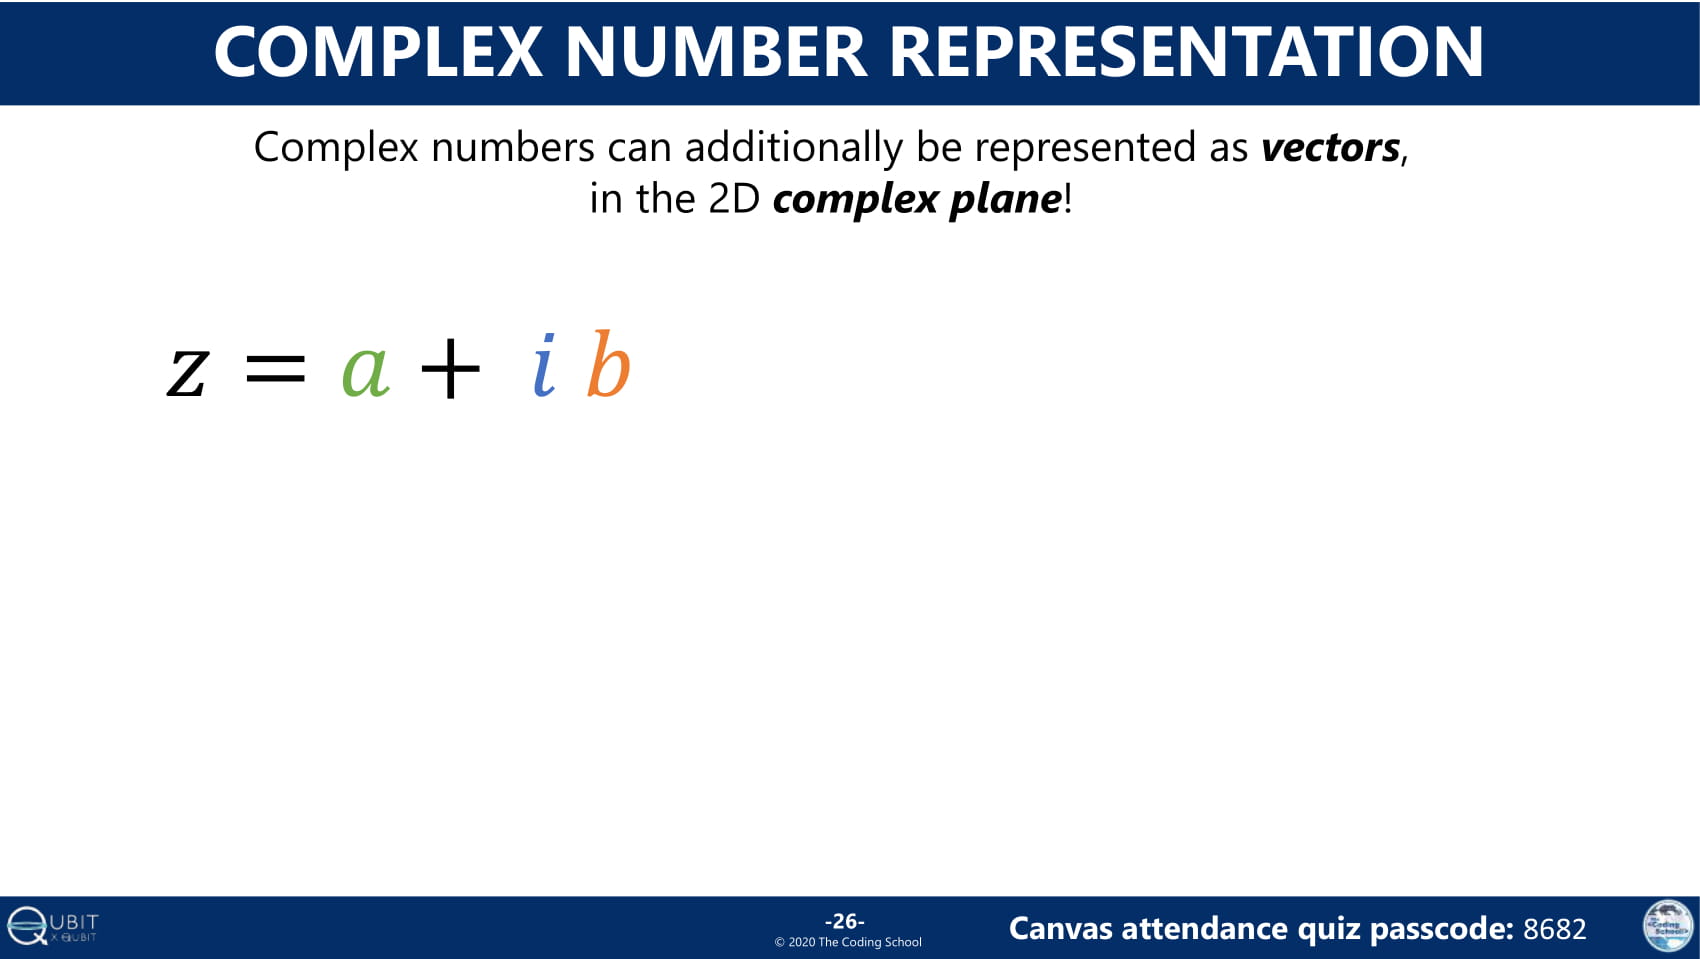 COMPLEX NUMBER REPRESENTATION
Complex numbers can additionally be represented as vectors,
in the 2D complex plane!
z = a + i b
QUBIT
X QUBIT
-26-
© 2020 The Coding School
Canvas attendance quiz passcode: 8682
The
Coding
School